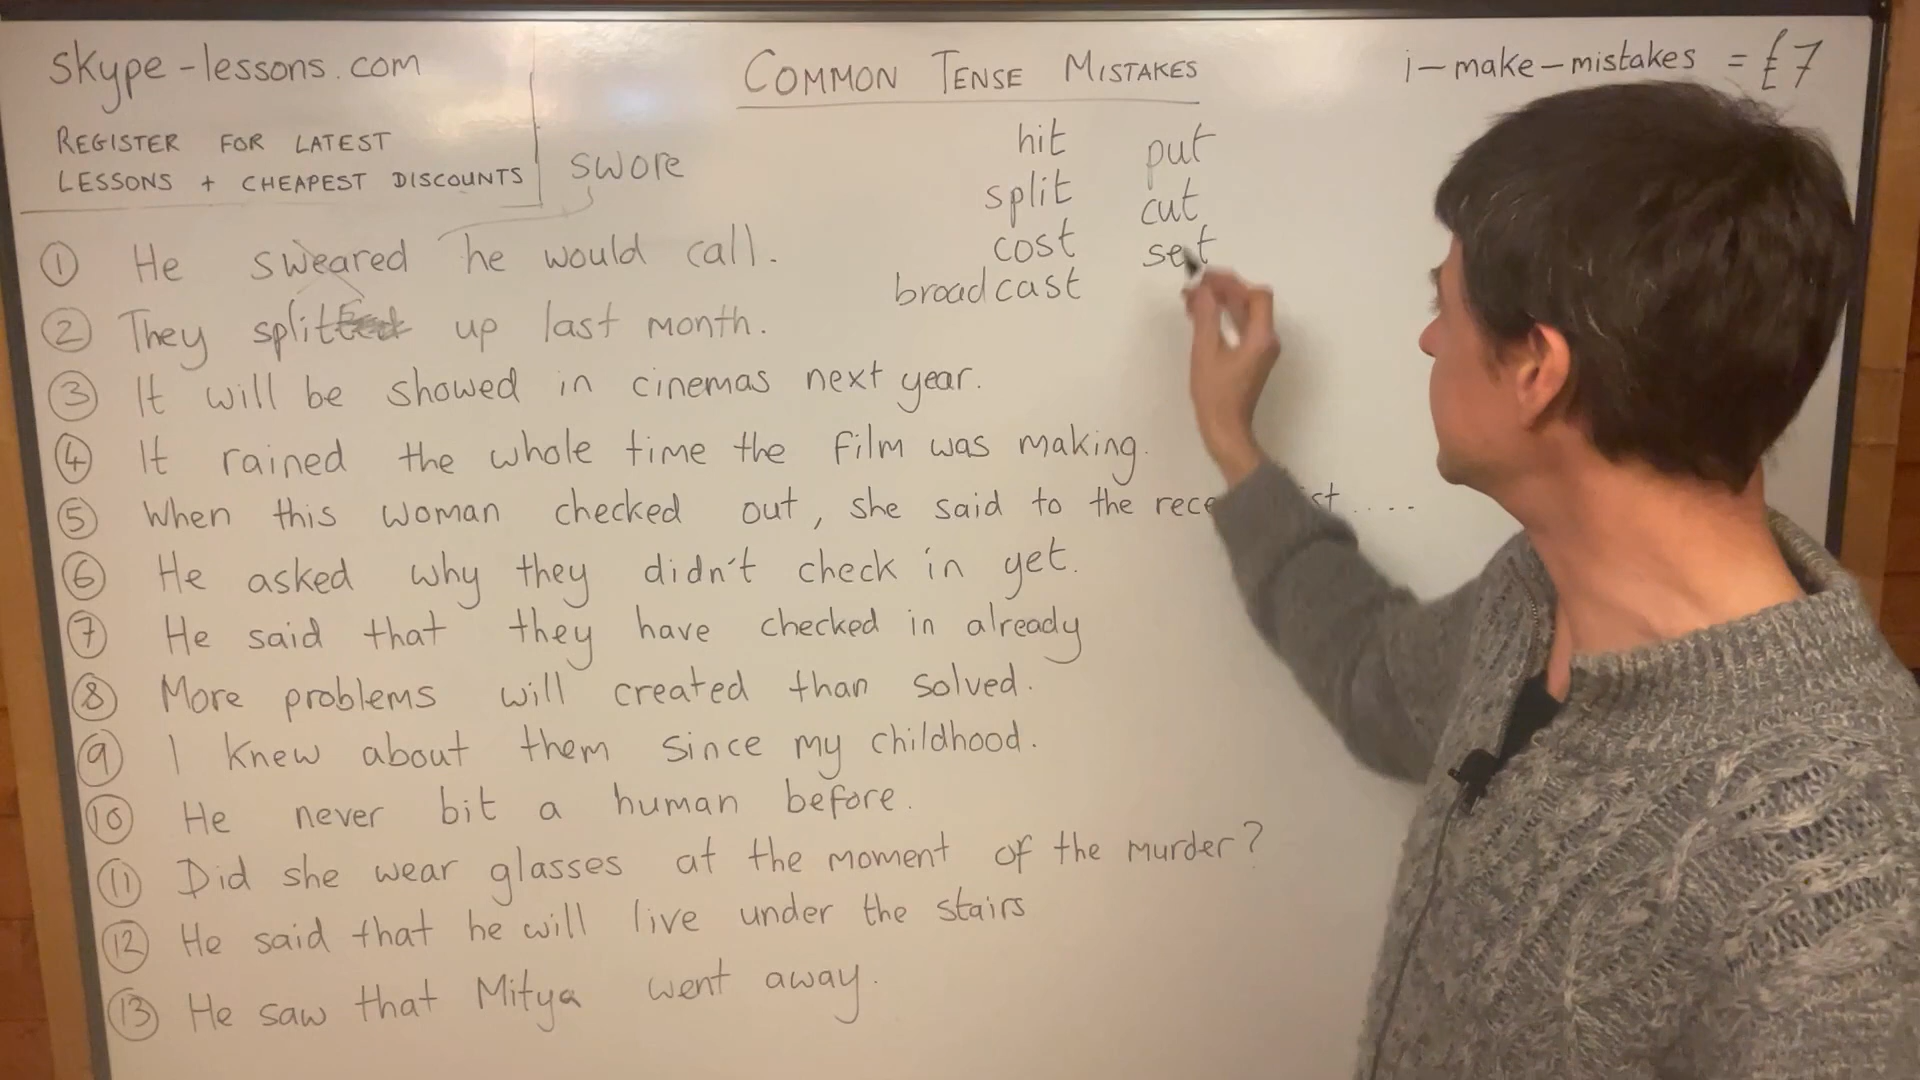 skype-lessons.com
REGISTER FOR LATEST
LESSONS + CHEAPEST DISCOUNTS
COMMON TENSE MISTAKES
i-make-mistakes = £7
swore
hit put
split cut
cost set
broadcast
1 He sweared he would call.
2 They split up last month.
3 It will be showed in cinemas next year.
4 It rained the whole time the film was making.
5 When this woman checked out, she said to the ....
6 He asked why they didn't check in yet.
7 He said that they have checked in already
8 More problems will created than solved.
9 I knew about them since my childhood.
10 He never bit a human before.
11 Did she wear glasses at the moment of the murder?
12 He said that he will live under the stairs
13 He saw that Mitya went away.